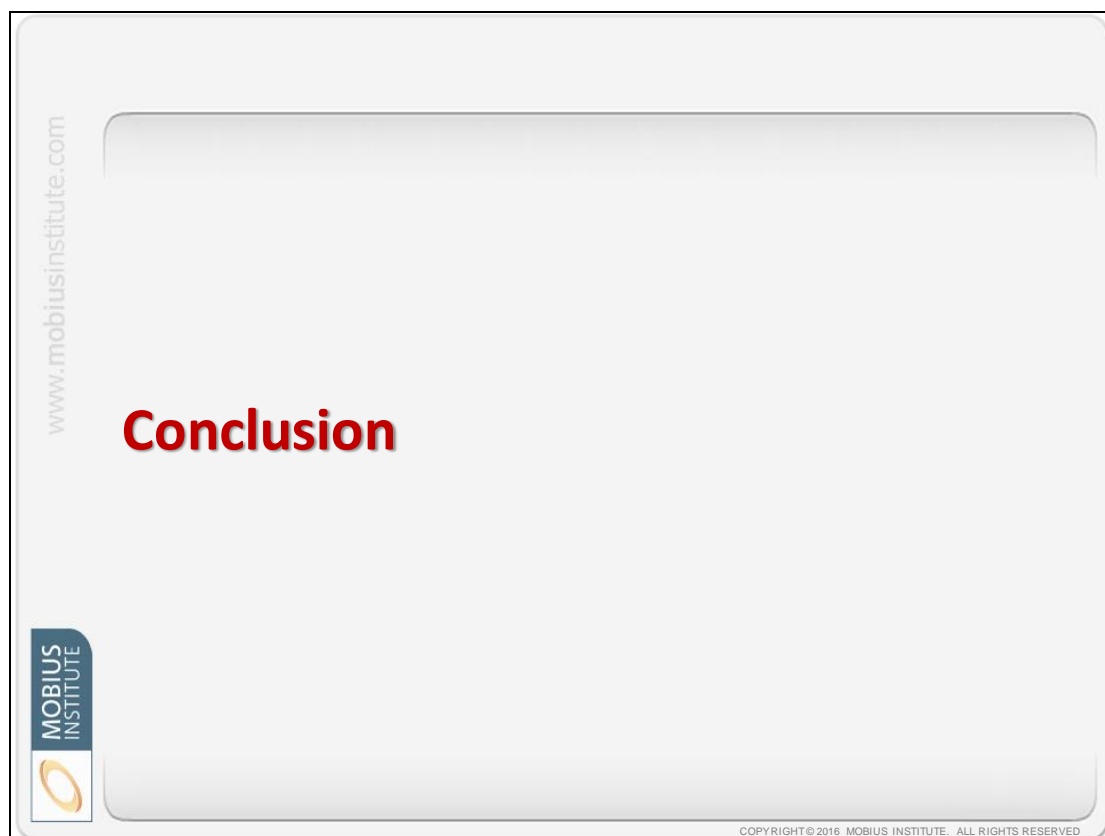 www.mobiusinstitute.com
Conclusion
MOBIUS
INSTITUTE
COPYRIGHT © 2016 MOBIUS INSTITUTE. ALL RIGHTS RESERVED